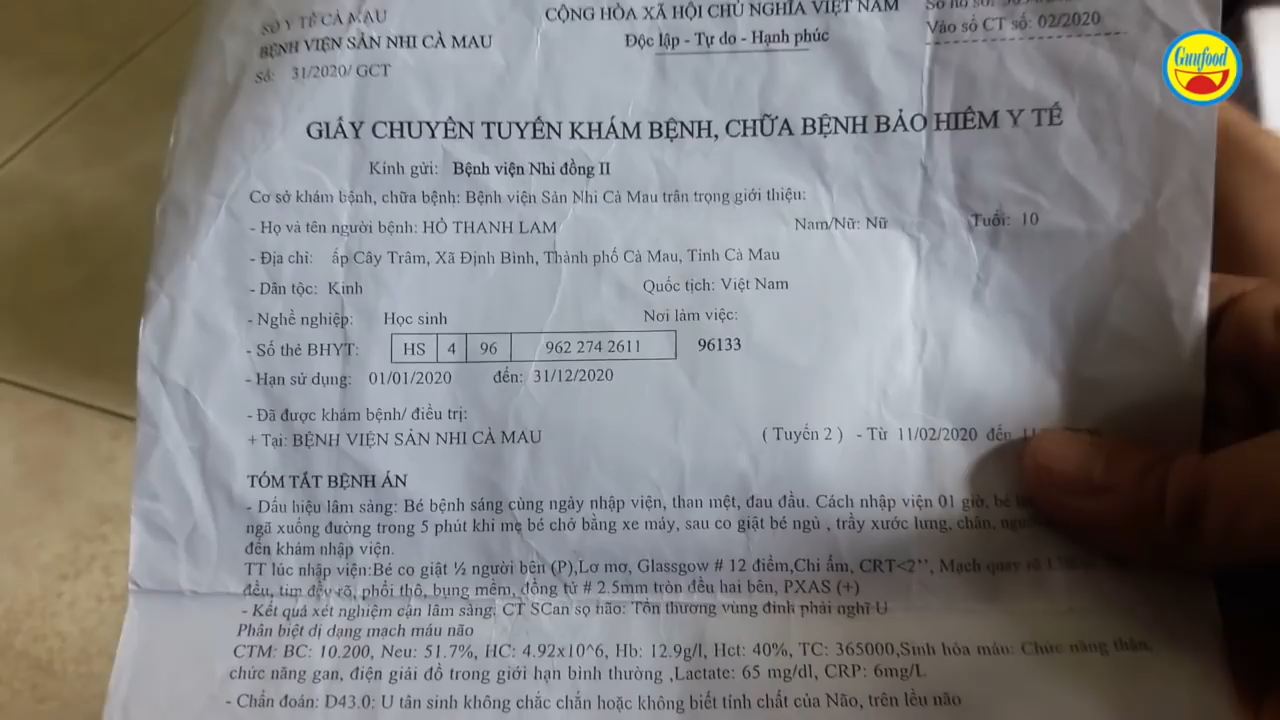 SỞ Y TẾ CÀ MAU
BỆNH VIỆN SẢN NHI CÀ MAU
Số: 31/2020/ GCT
CỘNG HÒA XÃ HỘI CHỦ NGHĨA VIỆT NAM
Độc lập - Tự do - Hạnh phúc
Số hồ sơ:
Vào sổ CT số: 02/2020
Gunfood
GIẤY CHUYỂN TUYẾN KHÁM BỆNH, CHỮA BỆNH BẢO HIỂM Y TẾ
Kính gửi: Bệnh viện Nhi đồng II
Cơ sở khám bệnh, chữa bệnh: Bệnh viện Sản Nhi Cà Mau trân trọng giới thiệu:
- Họ và tên người bệnh: HỒ THANH LAM Nam/Nữ: Nữ Tuổi: 10
- Địa chỉ: ấp Cây Trâm, Xã Định Bình, Thành phố Cà Mau, Tỉnh Cà Mau
- Dân tộc: Kinh Quốc tịch: Việt Nam
- Nghề nghiệp: Học sinh Nơi làm việc:
- Số thẻ BHYT: HS 4 96 962 274 2611 96133
- Hạn sử dụng: 01/01/2020 đến: 31/12/2020
- Đã được khám bệnh/ điều trị:
+ Tại: BỆNH VIỆN SẢN NHI CÀ MAU ( Tuyến 2 ) - Từ 11/02/2020 đến
TÓM TẮT BỆNH ÁN
- Dấu hiệu lâm sàng: Bé bệnh sáng cùng ngày nhập viện, than mệt, đau đầu. Cách nhập viện 01 giờ, bé
ngã xuống đường trong 5 phút khi mẹ bé chở bằng xe máy, sau co giật bé ngủ , trầy xước lưng, chân,
đến khám nhập viện.
TT lúc nhập viện:Bé co giật ½ người bên (P),Lơ mơ, Glassgow # 12 điểm,Chi ấm, CRT<2’’, Mạch quay rõ
đều, tim đều rõ, phổi thô, bụng mềm, đồng tử # 2.5mm tròn đều hai bên, PXAS (+)
- Kết quả xét nghiệm cận lâm sàng: CT SCan sọ não: Tổn thương vùng đỉnh phải nghĩ U
Phân biệt dị dạng mạch máu não
CTM: BC: 10.200, Neu: 51.7%, HC: 4.92x10^6, Hb: 12.9g/l, Hct: 40%, TC: 365000,Sinh hóa máu: Chức năng thận,
chức năng gan, điện giải đồ trong giới hạn bình thường ,Lactate: 65 mg/dl, CRP: 6mg/L
- Chẩn đoán: D43.0: U tân sinh không chắc chắn hoặc không biết tính chất của Não, trên lều não